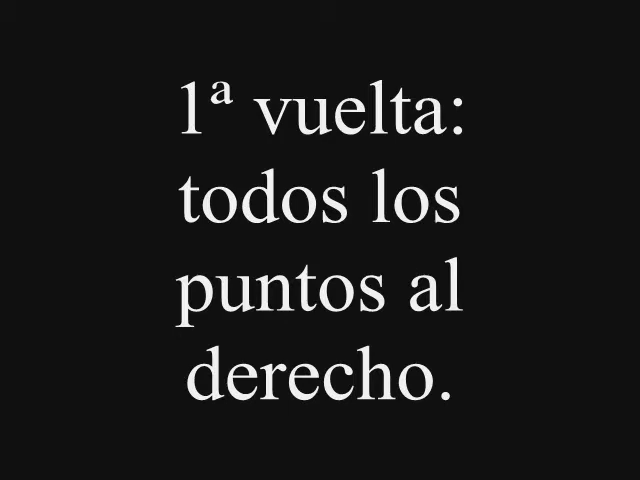 1ª vuelta:
todos los
puntos al
derecho.